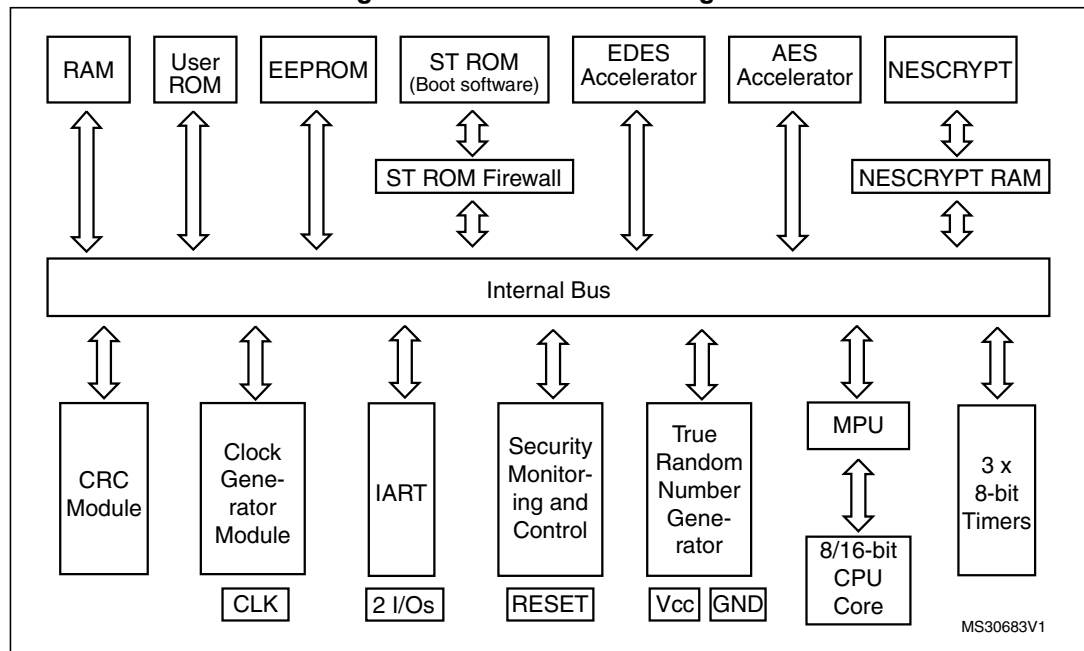 RAM
User
ROM
EEPROM
ST ROM
(Boot software)
EDES
Accelerator
AES
Accelerator
NESCRYPT
ST ROM Firewall
NESCRYPT RAM
Internal Bus
CRC
Module
Clock
Gene-
rator
Module
IART
Security
Monitor-
ing and
Control
True
Random
Number
Gene-
rator
MPU
8/16-bit
CPU
Core
3 x
8-bit
Timers
CLK
2 I/Os
RESET
Vcc
GND
MS30683V1